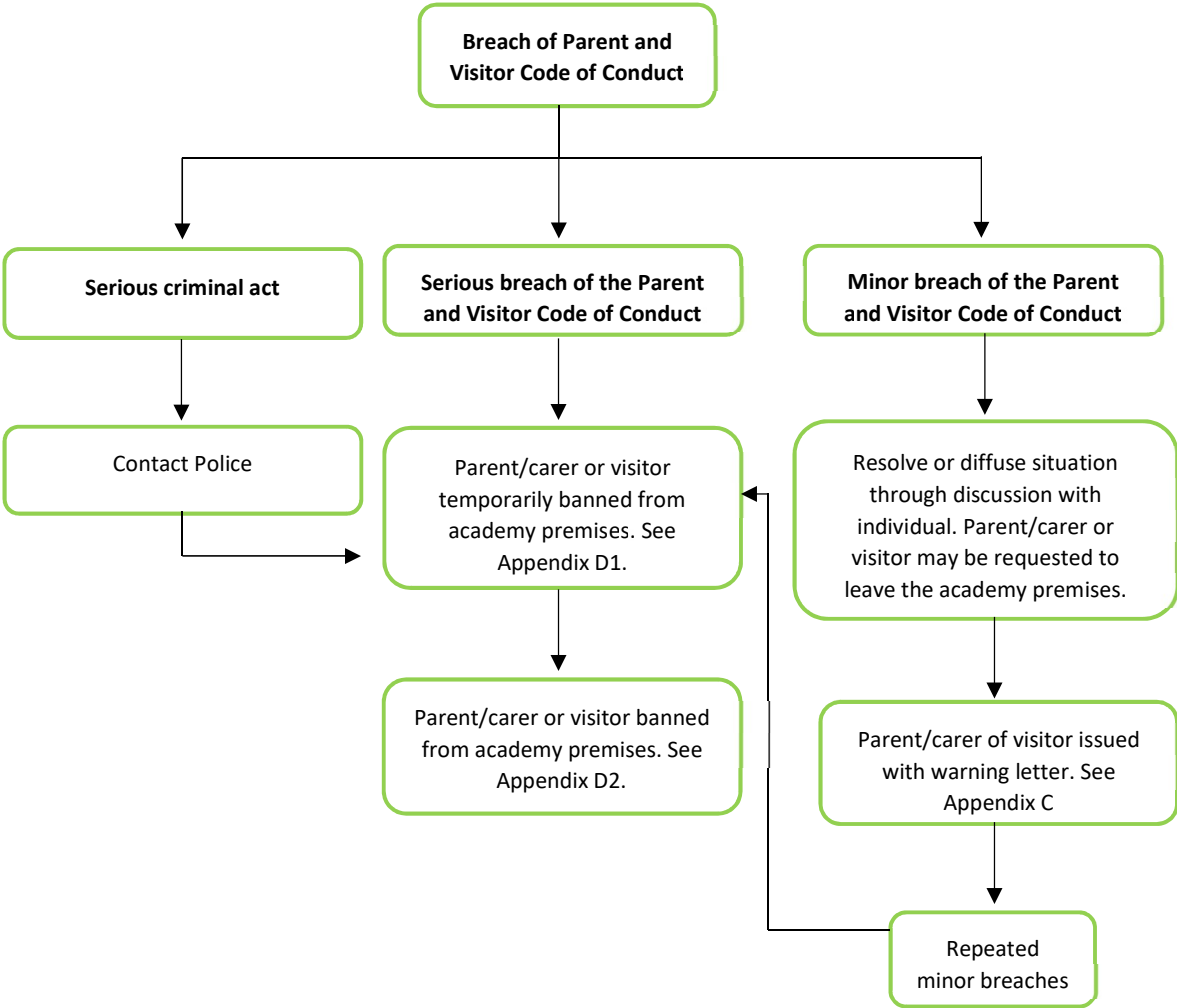 Breach of Parent and
Visitor Code of Conduct
Serious criminal act
Serious breach of the Parent
and Visitor Code of Conduct
Minor breach of the Parent
and Visitor Code of Conduct
Contact Police
Parent/carer or visitor
temporarily banned from
academy premises. See
Appendix D1.
Resolve or diffuse situation
through discussion with
individual. Parent/carer or
visitor may be requested to
leave the academy premises.
Parent/carer or visitor banned
from academy premises. See
Appendix D2.
Parent/carer of visitor issued
with warning letter. See
Appendix C
Repeated
minor breaches